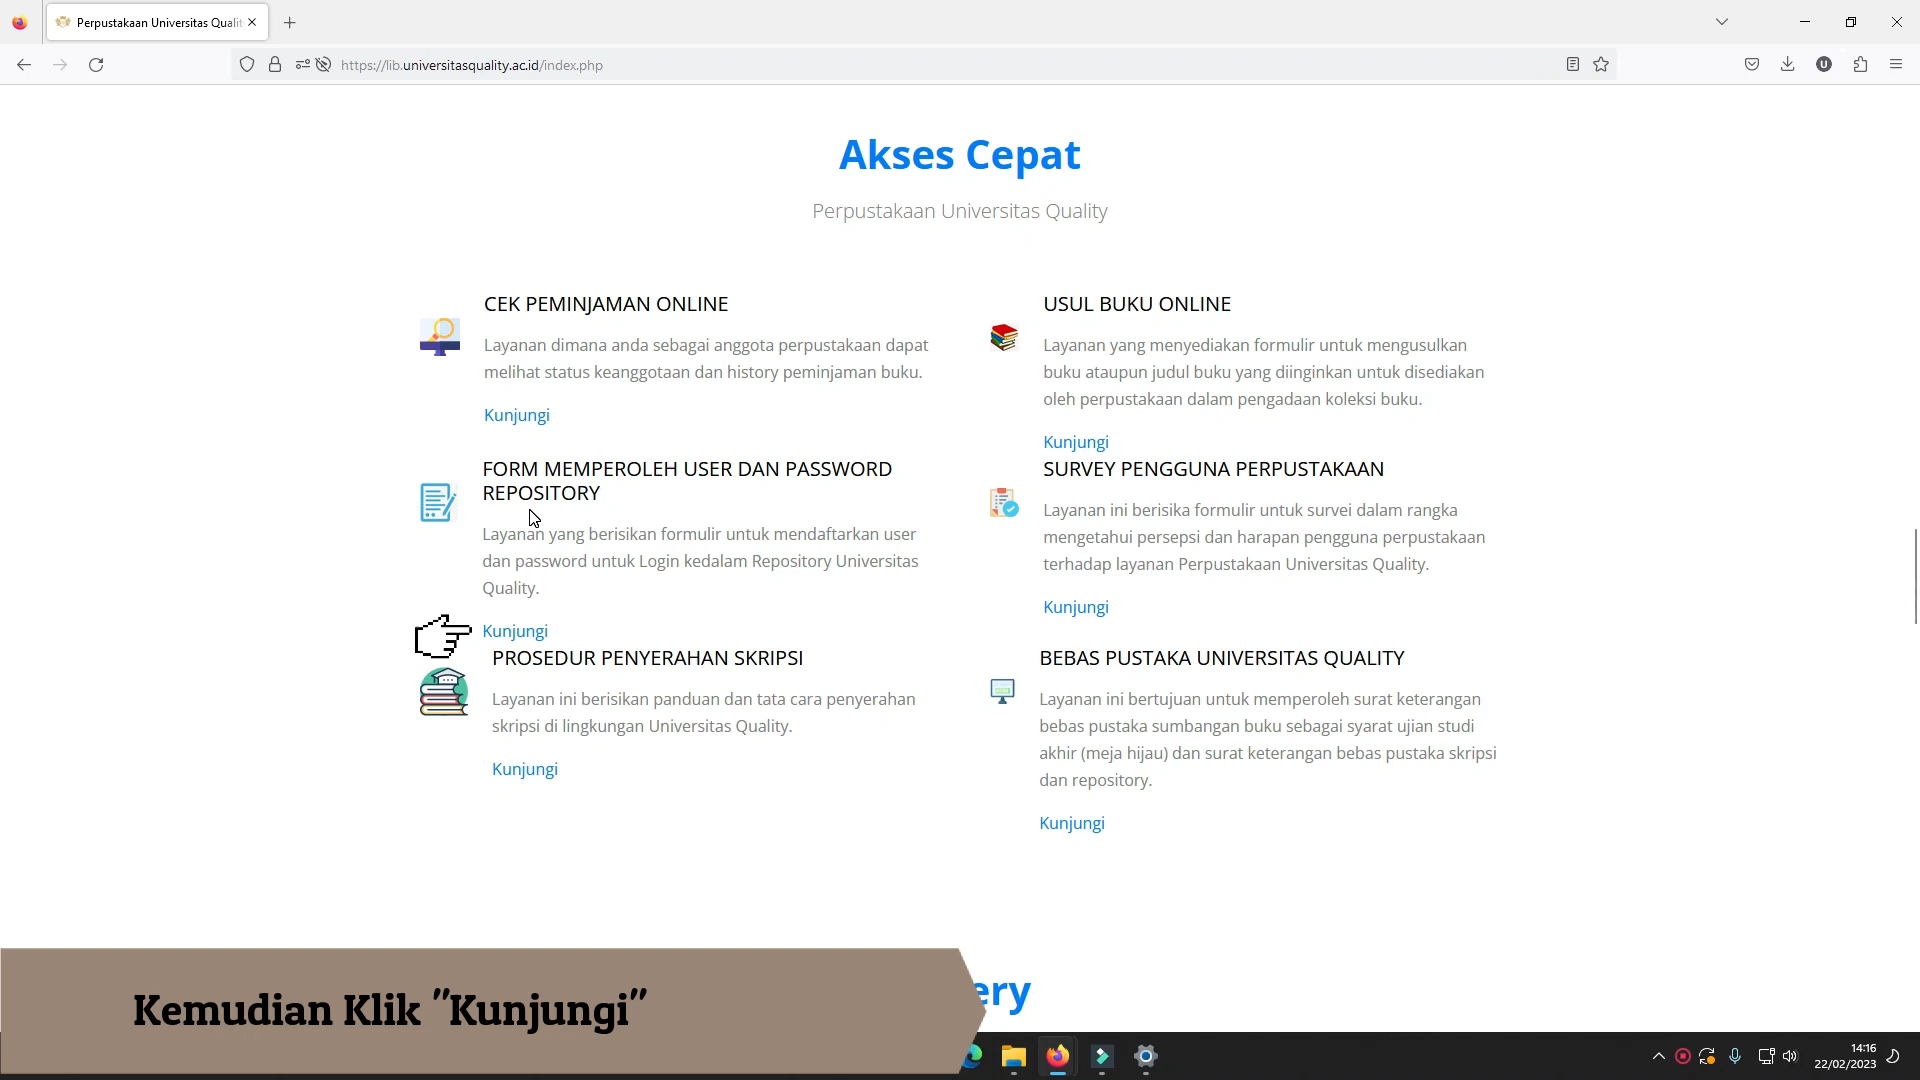 Perpustakaan Universitas Qualit
https://lib.universitasquality.ac.id/index.php
U
Akses Cepat
Perpustakaan Universitas Quality
CEK PEMINJAMAN ONLINE
Layanan dimana anda sebagai anggota perpustakaan dapat
melihat status keanggotaan dan history peminjaman buku.
Kunjungi
USUL BUKU ONLINE
Layanan yang menyediakan formulir untuk mengusulkan
buku ataupun judul buku yang diinginkan untuk disediakan
oleh perpustakaan dalam pengadaan koleksi buku.
Kunjungi
FORM MEMPEROLEH USER DAN PASSWORD
REPOSITORY
Layanan yang berisikan formulir untuk mendaftarkan user
dan password untuk Login kedalam Repository Universitas
Quality.
Kunjungi
SURVEY PENGGUNA PERPUSTAKAAN
Layanan ini berisika formulir untuk survei dalam rangka
mengetahui persepsi dan harapan pengguna perpustakaan
terhadap layanan Perpustakaan Universitas Quality.
Kunjungi
PROSEDUR PENYERAHAN SKRIPSI
Layanan ini berisikan panduan dan tata cara penyerahan
skripsi di lingkungan Universitas Quality.
Kunjungi
BEBAS PUSTAKA UNIVERSITAS QUALITY
Layanan ini bertujuan untuk memperoleh surat keterangan
bebas pustaka sumbangan buku sebagai syarat ujian studi
akhir (meja hijau) dan surat keterangan bebas pustaka skripsi
dan repository.
Kunjungi
ery
Kemudian Klik "Kunjungi"
14:16
22/02/2023